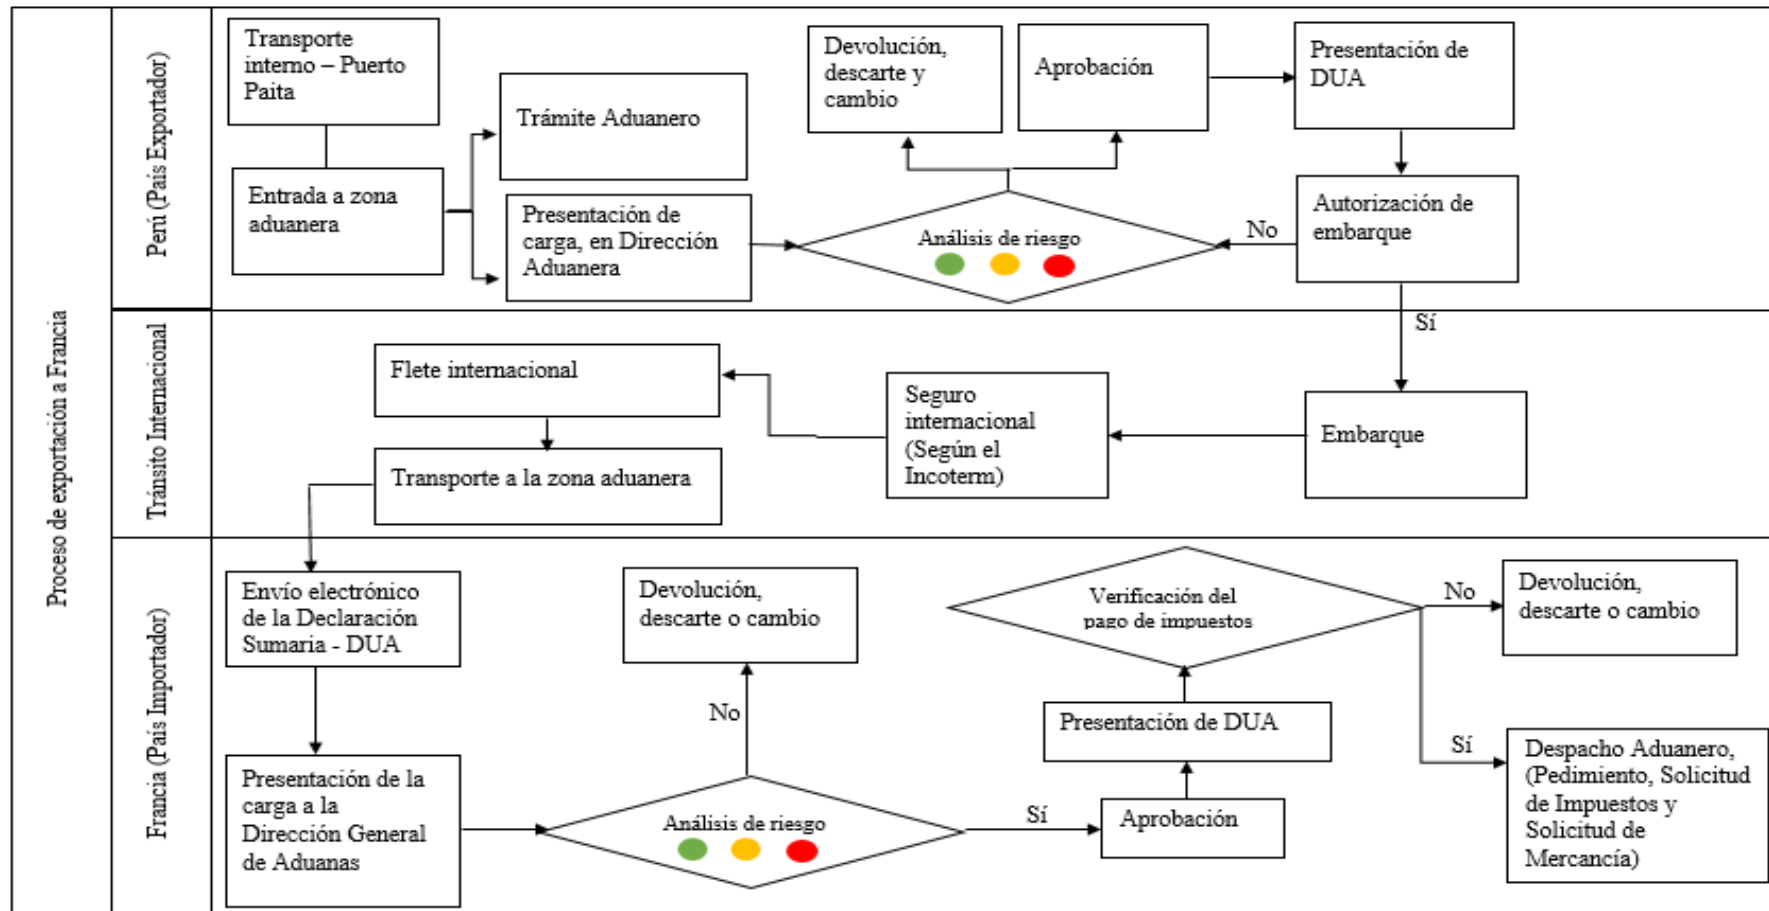 Proceso de exportación a Francia
Perú (País Exportador)
Transporte
interno – Puerto
Paita
Entrada a zona
aduanera
Trámite Aduanero
Presentación de
carga, en Dirección
Aduanera
Devolución,
descarte y
cambio
Aprobación
Presentación de
DUA
Análisis de riesgo
No
Autorización de
embarque
Sí
Tránsito Internacional
Flete internacional
Transporte a la zona aduanera
Seguro
internacional
(Según el
Incoterm)
Embarque
Francia (País Importador)
Envío electrónico
de la Declaración
Sumaria - DUA
Presentación de la
carga a la
Dirección General
de Aduanas
Devolución,
descarte o cambio
No
Análisis de riesgo
Sí
Aprobación
Presentación de DUA
Verificación del
pago de impuestos
No
Devolución,
descarte o cambio
Sí
Despacho Aduanero,
(Pedimiento, Solicitud
de Impuestos y
Solicitud de
Mercancía)